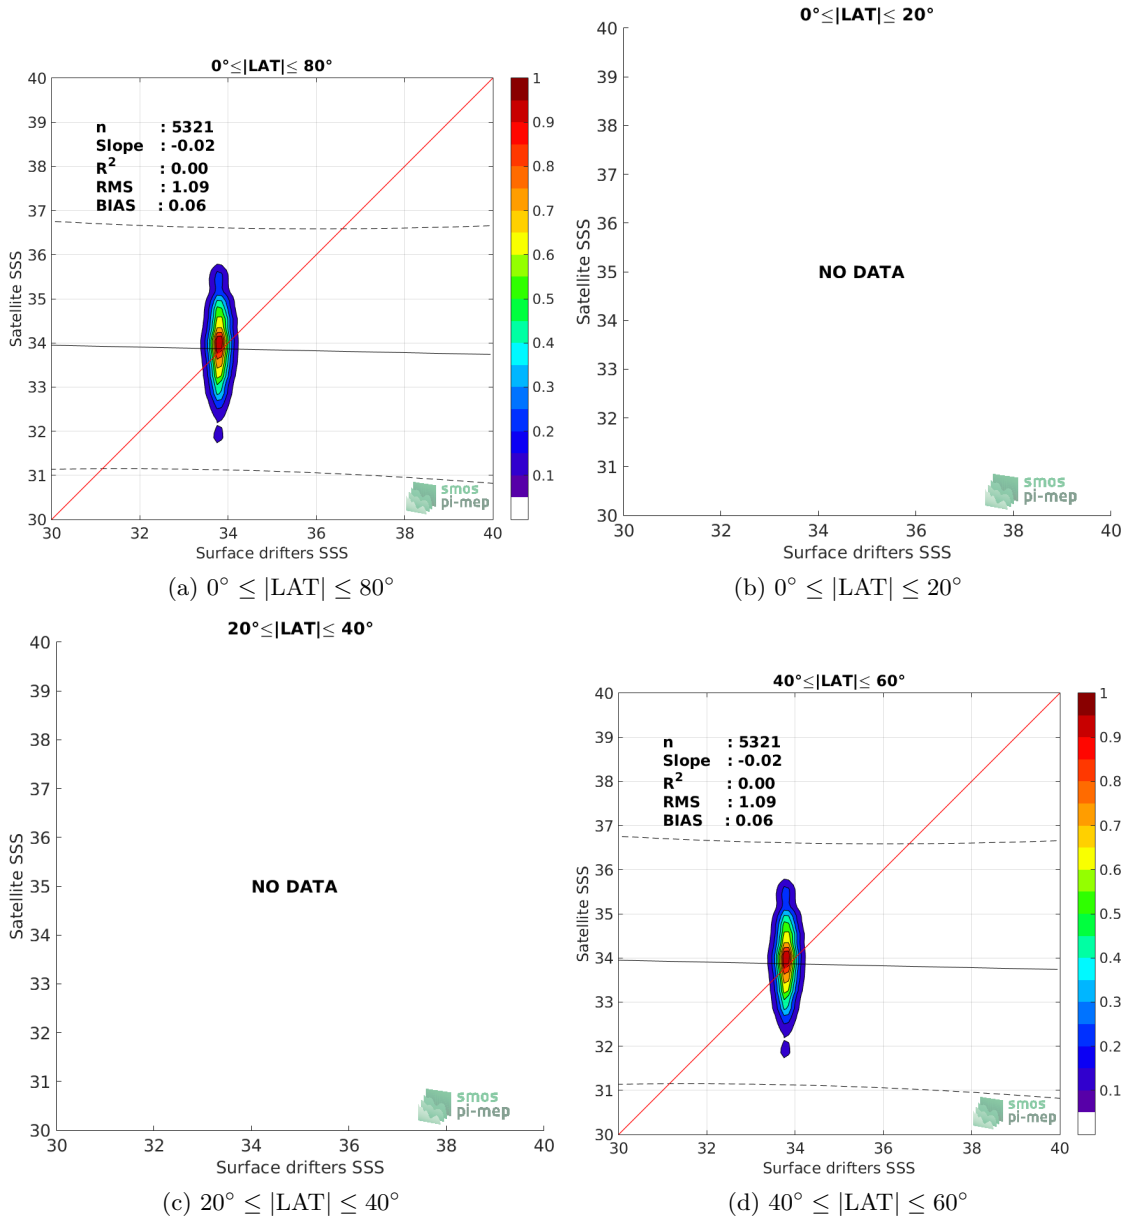 0°≤|LAT|≤ 80°
40
39
38
37
36
35
34
33
32
31
30
n : 5321
Slope : -0.02
R² : 0.00
RMS : 1.09
BIAS : 0.06
1
0.9
0.8
0.7
0.6
0.5
0.4
0.3
0.2
0.1
Satellite SSS
smos
pi-mep
30 32 34 36 38 40
Surface drifters SSS
(a) 0° ≤ |LAT| ≤ 80°
0°≤|LAT|≤ 20°
40
39
38
37
36
35
34
33
32
31
30
Satellite SSS
NO DATA
smos
pi-mep
30 32 34 36 38 40
Surface drifters SSS
(b) 0° ≤ |LAT| ≤ 20°
20°≤|LAT|≤ 40°
40
39
38
37
36
35
34
33
32
31
30
Satellite SSS
NO DATA
smos
pi-mep
30 32 34 36 38 40
Surface drifters SSS
(c) 20° ≤ |LAT| ≤ 40°
40°≤|LAT|≤ 60°
40
39
38
37
36
35
34
33
32
31
30
n : 5321
Slope : -0.02
R² : 0.00
RMS : 1.09
BIAS : 0.06
1
0.9
0.8
0.7
0.6
0.5
0.4
0.3
0.2
0.1
Satellite SSS
smos
pi-mep
30 32 34 36 38 40
Surface drifters SSS
(d) 40° ≤ |LAT| ≤ 60°